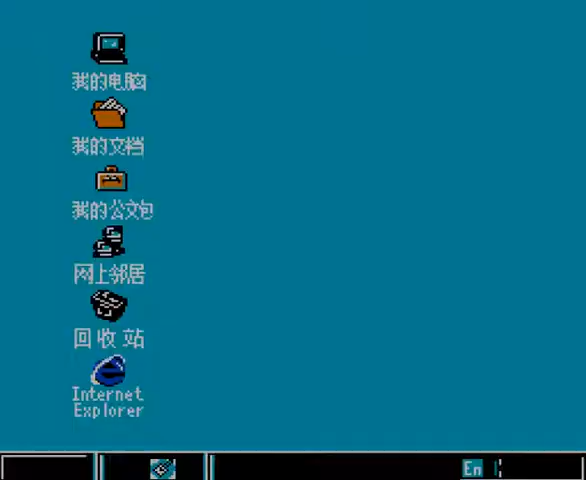 我的电脑
我的文档
我的公文包
网上邻居
回收站
Internet
Explorer
En